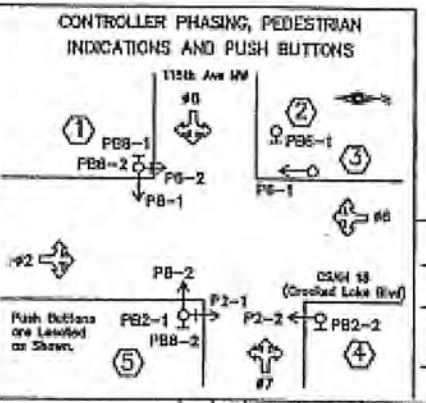 CONTROLLER PHASING, PEDESTRIAN
INDICATIONS AND PUSH BUTTONS
115th Ave NW
1
PB8-1
PB8-2
P6-2
P8-1
2
PB6-1
3
P6-1
#6
#2
CSAH 18
(Crooked Lake Blvd)
P8-2
P2-1
PB2-1
PB8-2
P2-2
PB2-2
Push Buttons
are Located
as Shown.
5
4
#7